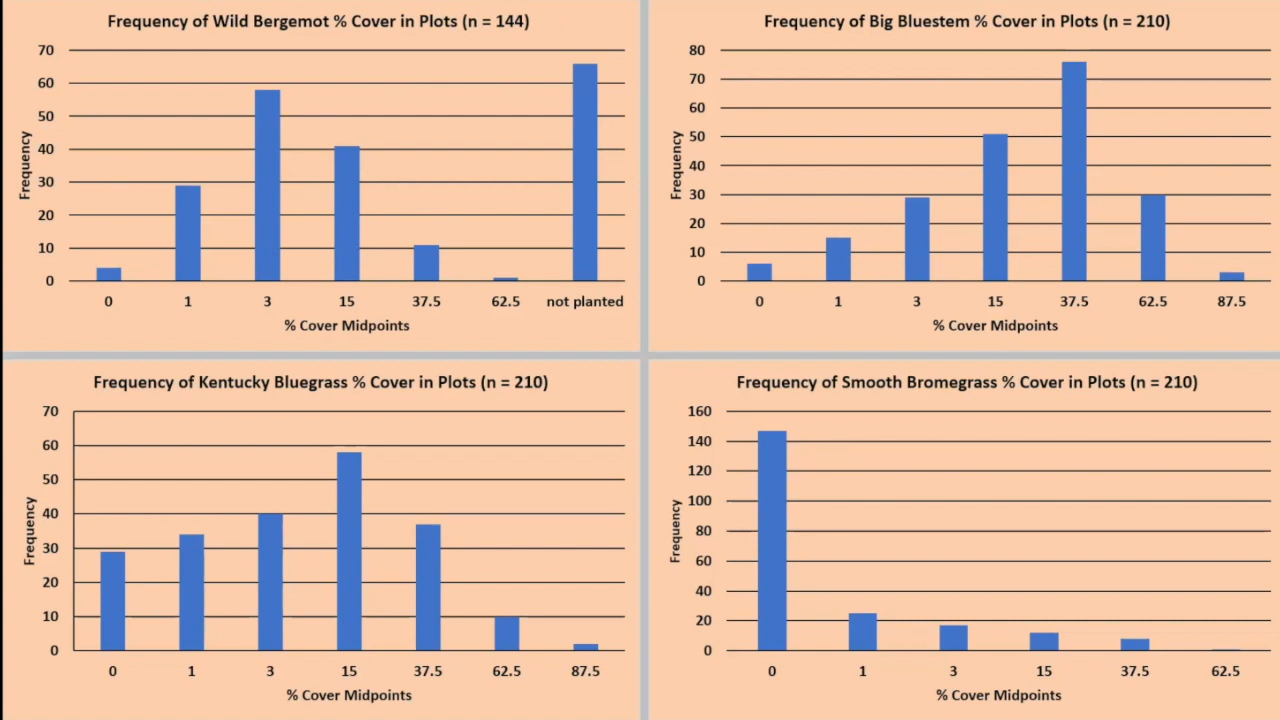 Frequency of Wild Bergemot % Cover in Plots (n = 144)
70
60
50
40
30
20
10
0
Frequency
0 1 3 15 37.5 62.5 not planted
% Cover Midpoints
Frequency of Big Bluestem % Cover in Plots (n = 210)
80
70
60
50
40
30
20
10
0
Frequency
0 1 3 15 37.5 62.5 87.5
% Cover Midpoints
Frequency of Kentucky Bluegrass % Cover in Plots (n = 210)
70
60
50
40
30
20
10
0
Frequency
0 1 3 15 37.5 62.5 87.5
% Cover Midpoints
Frequency of Smooth Bromegrass % Cover in Plots (n = 210)
160
140
120
100
80
60
40
20
0
Frequency
0 1 3 15 37.5 62.5
% Cover Midpoints